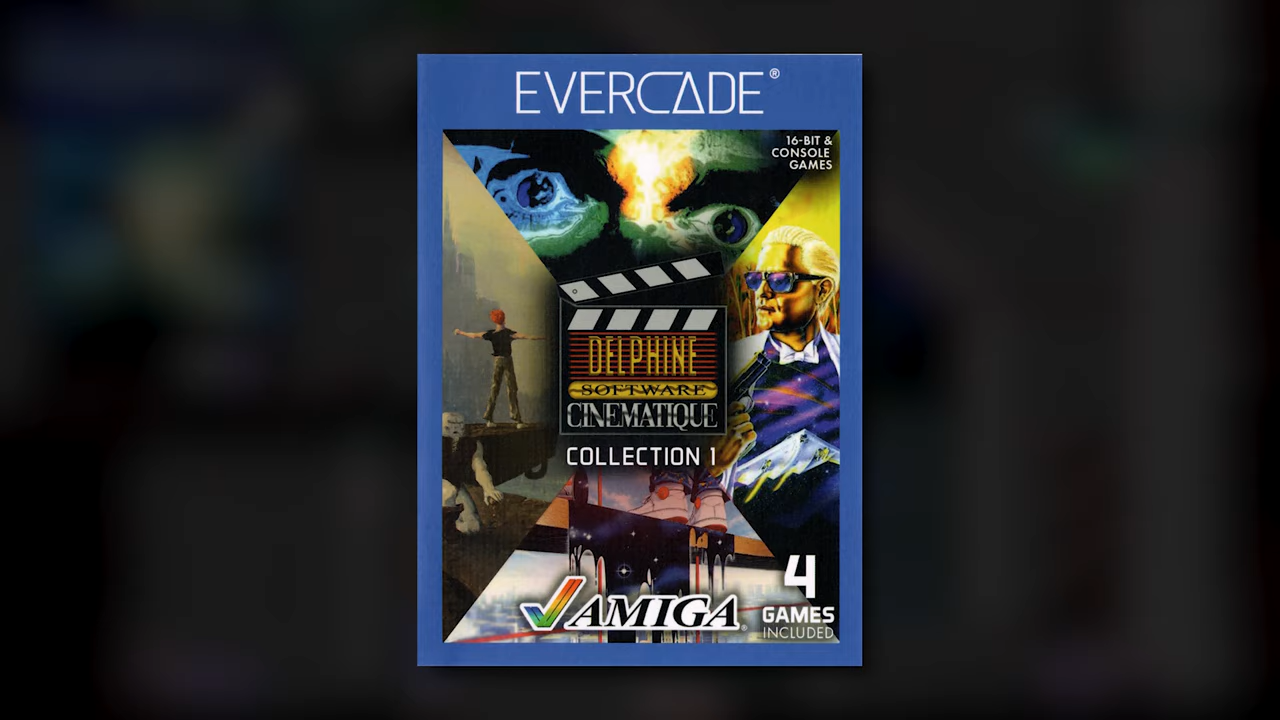 EVERCADE®
16-BIT &
CONSOLE
GAMES
DELPHINE
SOFTWARE
CINEMATIQUE
COLLECTION 1
AMIGA®
4
GAMES
INCLUDED